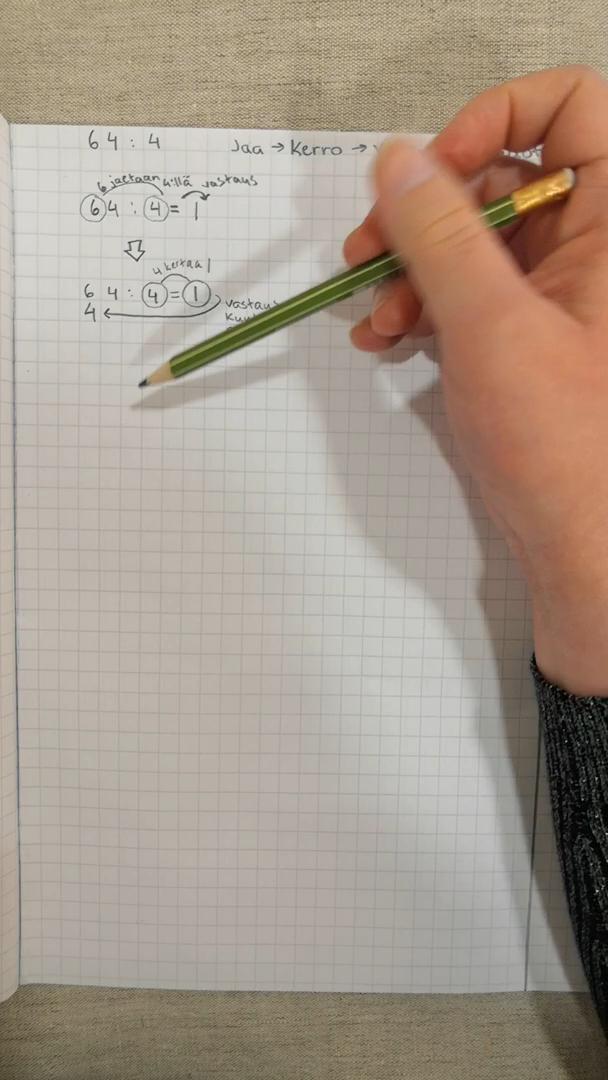 64 : 4
Jaa → Kerro →
6 jaetaan 4:llä vastaus
64 : 4 = 1
4 kertaa 1
64 : 4 = 1
4